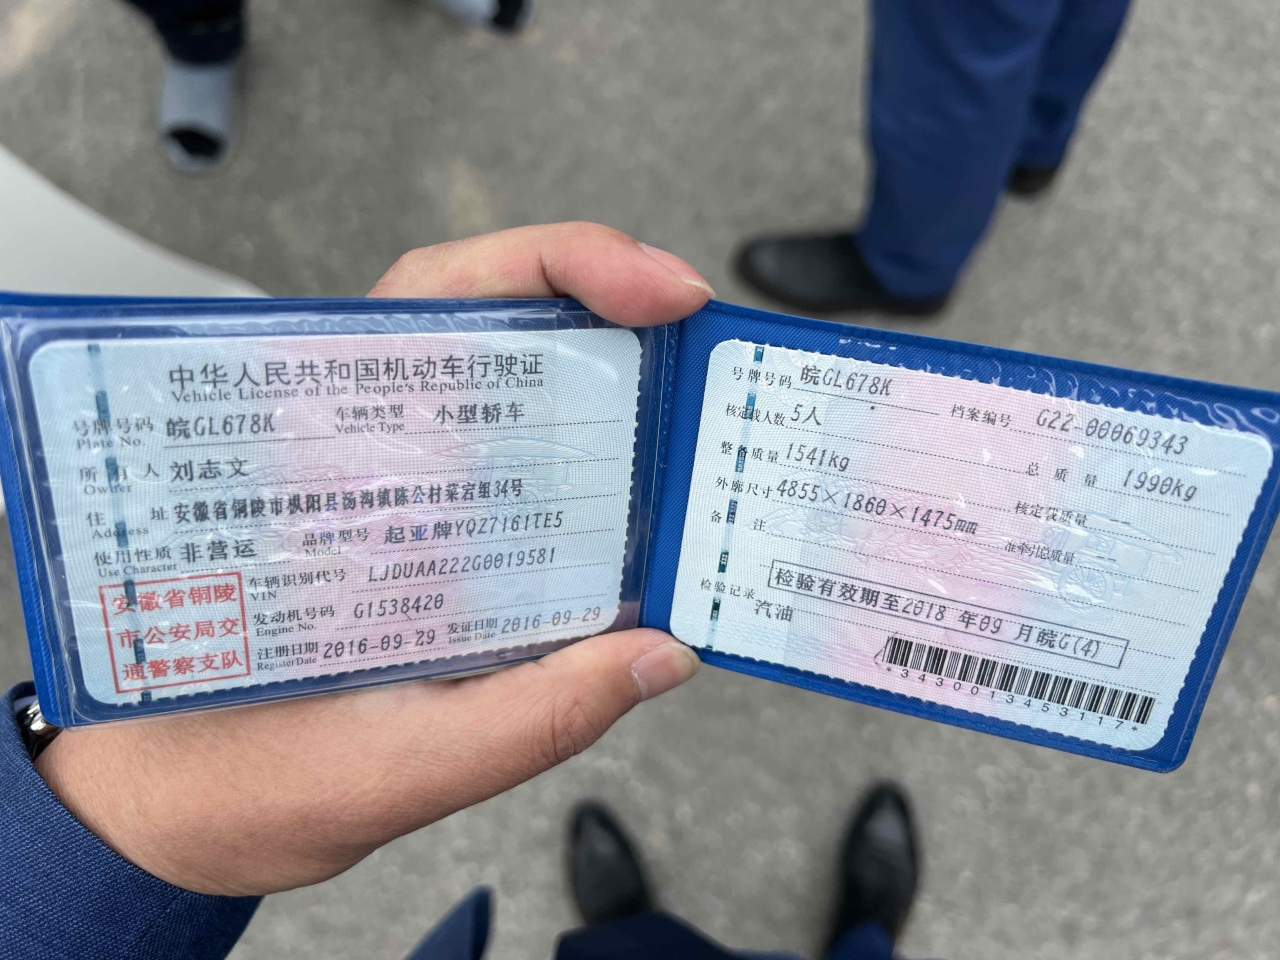 中华人民共和国机动车行驶证
Vehicle License of the People's Republic of China
号牌号码 皖GL678K 车辆类型 小型轿车
Plate No. Vehicle Type
所有人 刘志文
Owner
住址 安徽省铜陵市枞阳县汤沟镇陈公村菜宕组34号
Address
使用性质 非营运 品牌型号 起亚牌YQZ7161TE5
Use Character Model
安徽省铜陵
市公安局交
通警察支队
车辆识别代号 LJDUAA222G0019581
VIN
发动机号码 G1538420
Engine No.
注册日期 2016-09-29 发证日期 2016-09-29
Register Date Issue Date
号牌号码 皖GL678K 档案编号 G22-00069343
核定载人数 5人 总质量 1990kg
整备质量 1541kg 核定载质量 --
外廓尺寸 4855×1860×1475mm 准牵引总质量 --
备注
检验有效期至2018 年09 月皖G(4)
检验记录
汽油
*3430013453117*